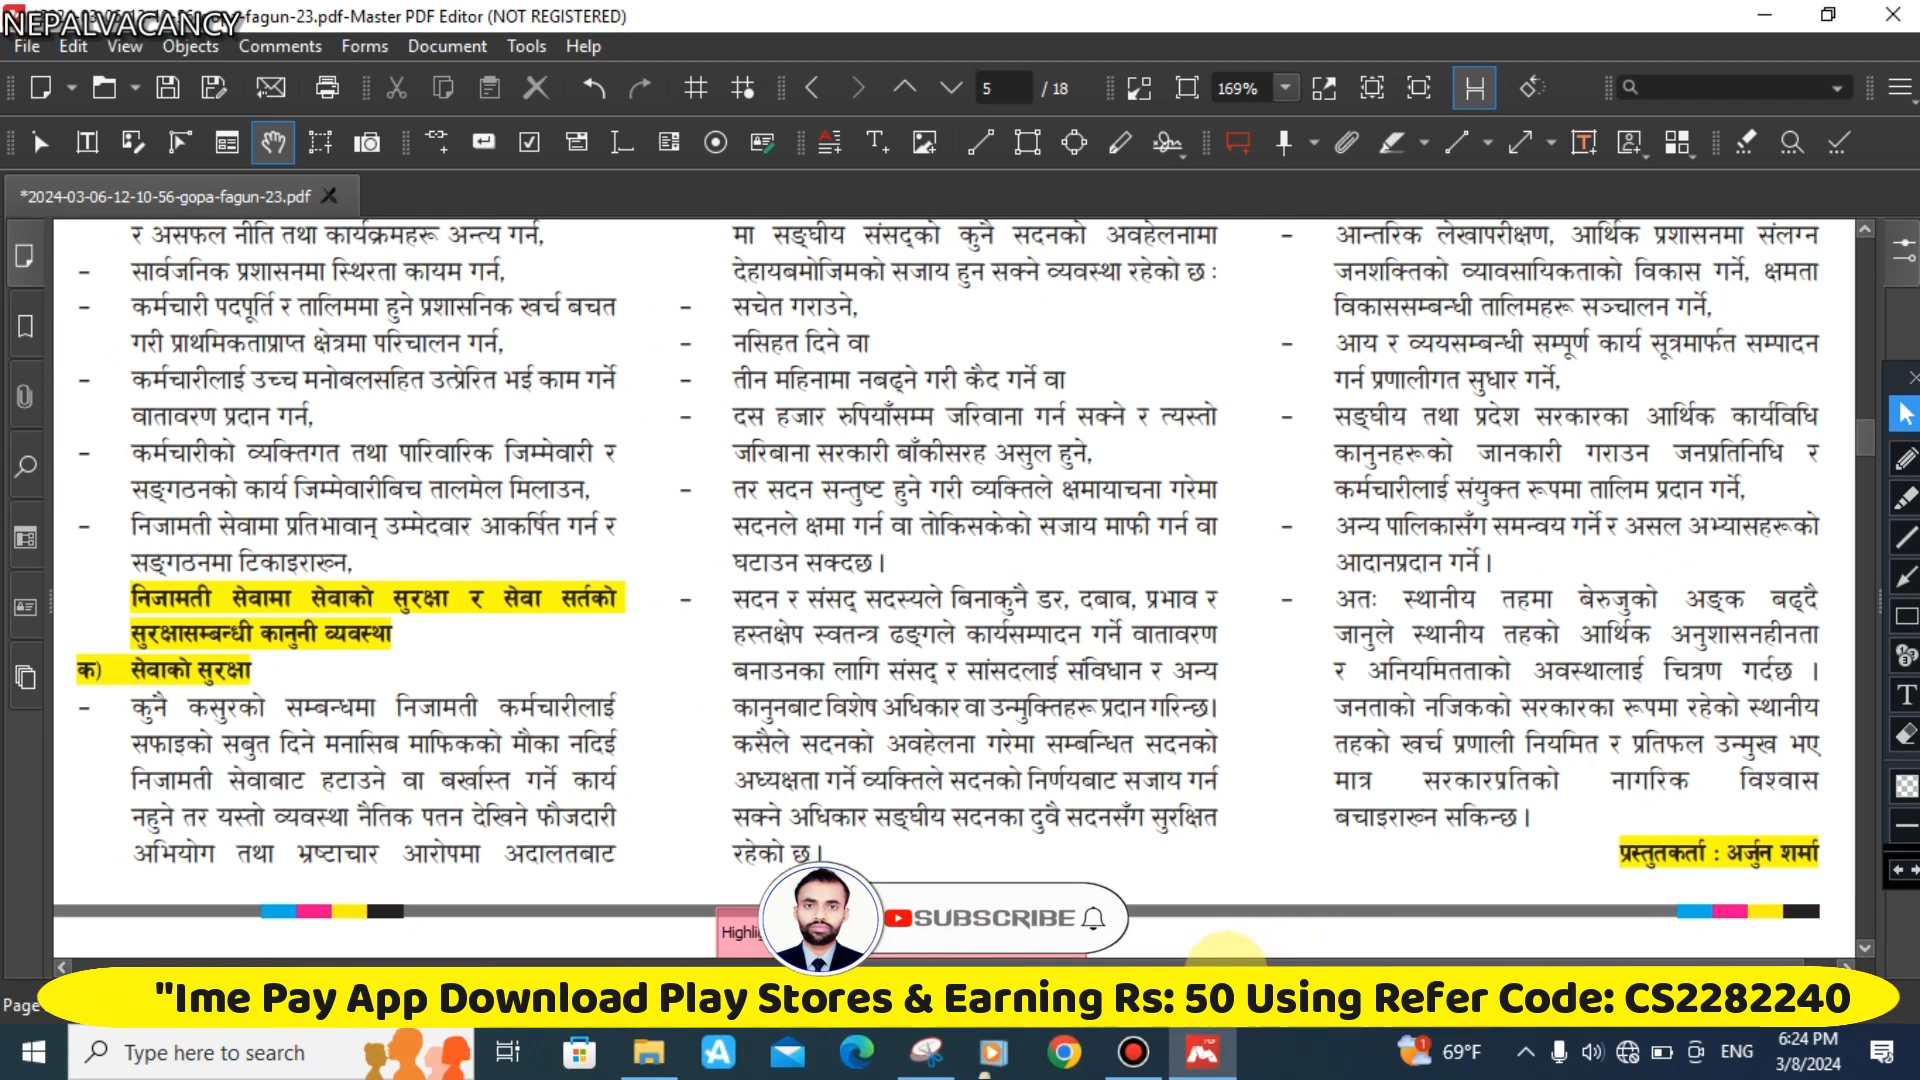 NEPALVACANCY
fagun-23.pdf-Master PDF Editor (NOT REGISTERED)
File Edit View Objects Comments Forms Document Tools Help
5 / 18 169%
*2024-03-06-12-10-56-gopa-fagun-23.pdf
र असफल नीति तथा कार्यक्रमहरू अन्त्य गर्न,
- सार्वजनिक प्रशासनमा स्थिरता कायम गर्न,
- कर्मचारी पदपूर्ति र तालिममा हुने प्रशासनिक खर्च बचत
गरी प्राथमिकताप्राप्त क्षेत्रमा परिचालन गर्न,
- कर्मचारीलाई उच्च मनोबलसहित उत्प्रेरित भई काम गर्ने
वातावरण प्रदान गर्न,
- कर्मचारीको व्यक्तिगत तथा पारिवारिक जिम्मेवारी र
सङ्गठनको कार्य जिम्मेवारीबिच तालमेल मिलाउन,
- निजामती सेवामा प्रतिभावान् उम्मेदवार आकर्षित गर्न र
सङ्गठनमा टिकाइराख्न,
निजामती सेवामा सेवाको सुरक्षा र सेवा सर्तको
सुरक्षासम्बन्धी कानुनी व्यवस्था
क) सेवाको सुरक्षा
- कुनै कसुरको सम्बन्धमा निजामती कर्मचारीलाई
सफाइको सबुत दिने मनासिब माफिकको मौका नदिई
निजामती सेवाबाट हटाउने वा बर्खास्त गर्ने कार्य
नहुने तर यस्तो व्यवस्था नैतिक पतन देखिने फौजदारी
अभियोग तथा भ्रष्टाचार आरोपमा अदालतबाट
मा सङ्घीय संसद्को कुनै सदनको अवहेलनामा
देहायबमोजिमको सजाय हुन सक्ने व्यवस्था रहेको छ :
- सचेत गराउने,
- नसिहत दिने वा
- तीन महिनामा नबढ्ने गरी कैद गर्ने वा
- दस हजार रुपियाँसम्म जरिवाना गर्न सक्ने र त्यस्तो
जरिबाना सरकारी बाँकीसरह असुल हुने,
- तर सदन सन्तुष्ट हुने गरी व्यक्तिले क्षमायाचना गरेमा
सदनले क्षमा गर्न वा तोकिसकेको सजाय माफी गर्न वा
घटाउन सक्दछ ।
- सदन र संसद् सदस्यले बिनाकुनै डर, दबाब, प्रभाव र
हस्तक्षेप स्वतन्त्र ढङ्गले कार्यसम्पादन गर्ने वातावरण
बनाउनका लागि संसद् र सांसदलाई संविधान र अन्य
कानुनबाट विशेष अधिकार वा उन्मुक्तिहरू प्रदान गरिन्छ।
कसैले सदनको अवहेलना गरेमा सम्बन्धित सदनको
अध्यक्षता गर्ने व्यक्तिले सदनको निर्णयबाट सजाय गर्न
सक्ने अधिकार सङ्घीय सदनका दुवै सदनसँग सुरक्षित
रहेको छ।
- आन्तरिक लेखापरीक्षण, आर्थिक प्रशासनमा संलग्न
जनशक्तिको व्यावसायिकताको विकास गर्ने, क्षमता
विकाससम्बन्धी तालिमहरू सञ्चालन गर्ने,
- आय र व्ययसम्बन्धी सम्पूर्ण कार्य सूत्रमार्फत सम्पादन
गर्न प्रणालीगत सुधार गर्ने,
- सङ्घीय तथा प्रदेश सरकारका आर्थिक कार्यविधि
कानुनहरूको जानकारी गराउन जनप्रतिनिधि र
कर्मचारीलाई संयुक्त रूपमा तालिम प्रदान गर्ने,
- अन्य पालिकासँग समन्वय गर्ने र असल अभ्यासहरूको
आदानप्रदान गर्ने।
- अतः स्थानीय तहमा बेरुजुको अङ्क बढ्दै
जानुले स्थानीय तहको आर्थिक अनुशासनहीनता
र अनियमितताको अवस्थालाई चित्रण गर्दछ ।
जनताको नजिकको सरकारका रूपमा रहेको स्थानीय
तहको खर्च प्रणाली नियमित र प्रतिफल उन्मुख भए
मात्र सरकारप्रतिको नागरिक विश्वास
बचाइराख्न सकिन्छ।
प्रस्तुतकर्ता : अर्जुन शर्मा
SUBSCRIBE
"Ime Pay App Download Play Stores & Earning Rs: 50 Using Refer Code: CS2282240
Page
Type here to search
69°F
ENG
6:24 PM
3/8/2024